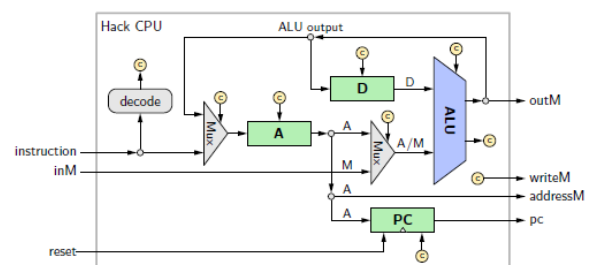 Hack CPU
ALU output
c
c
c
decode
D
D
c
c
c
Mux
A
A
Mux
A/M
ALU
outM
c
instruction
inM
M
c
writeM
A
addressM
A
PC
pc
reset
c